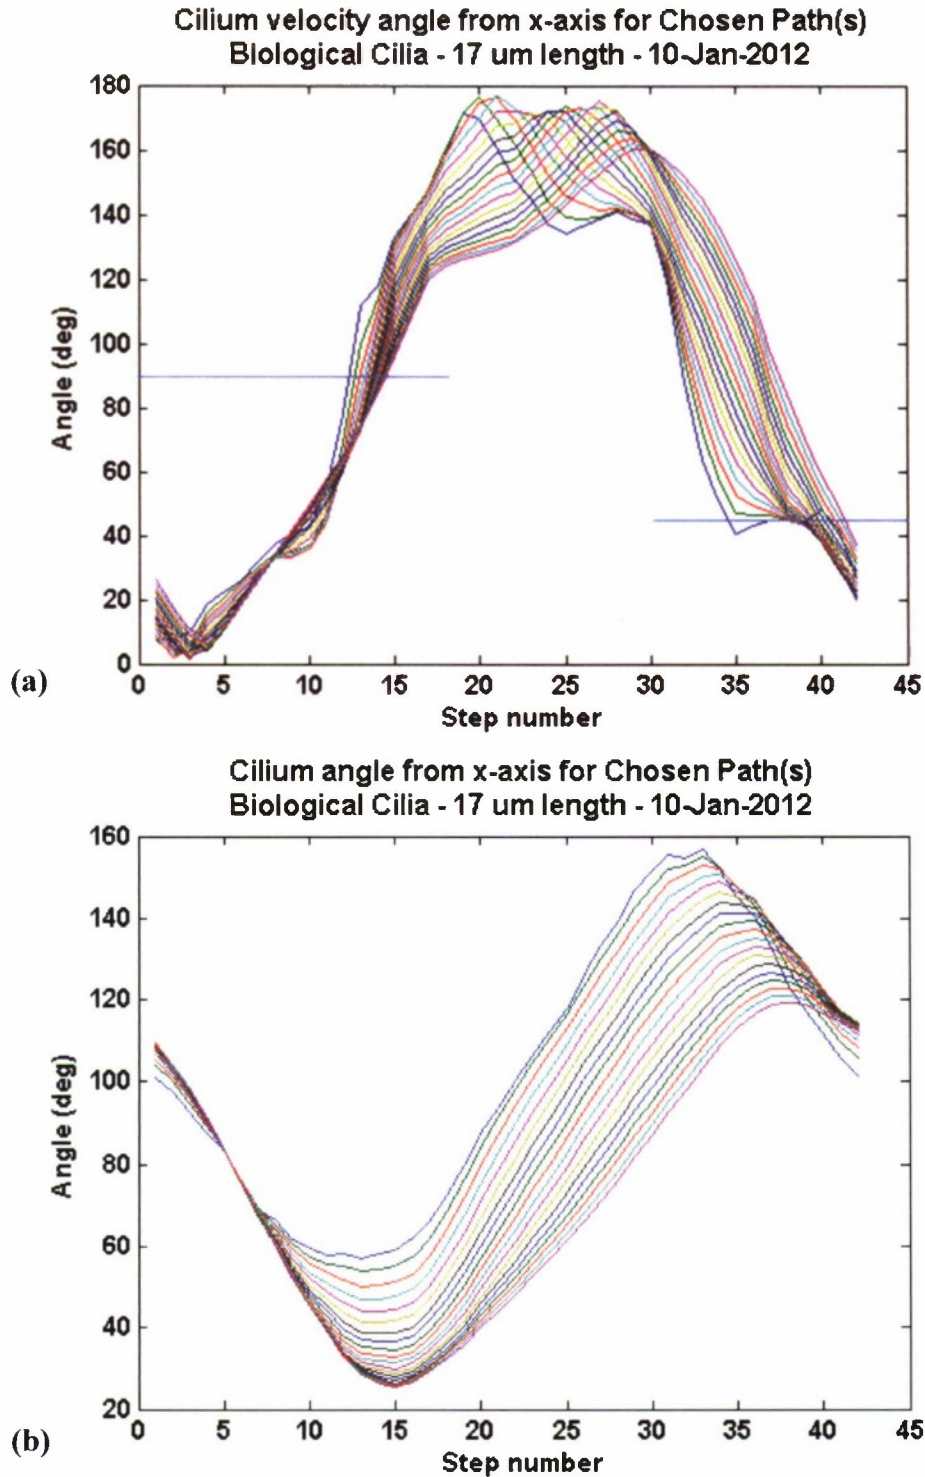 Cilium velocity angle from x-axis for Chosen Path(s)
Biological Cilia - 17 um length - 10-Jan-2012
180
160
140
120
100
80
60
40
20
0
Angle (deg)
0 5 10 15 20 25 30 35 40 45
Step number
(a)
Cilium angle from x-axis for Chosen Path(s)
Biological Cilia - 17 um length - 10-Jan-2012
160
140
120
100
80
60
40
20
Angle (deg)
0 5 10 15 20 25 30 35 40 45
Step number
(b)